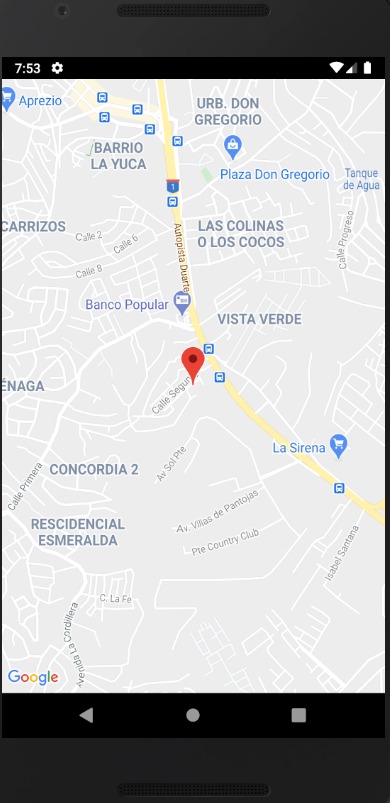 7:53
Aprezio
URB. DON
GREGORIO
BARRIO
LA YUCA
Plaza Don Gregorio
Tanque
de Agua
1
CARRIZOS
Calle 2
Calle 6
Autopista Duarte
LAS COLINAS
O LOS COCOS
Calle Progreso
Calle 8
Banco Popular
VISTA VERDE
ÉNAGA
Calle Segun
La Sirena
Calle Primera
CONCORDIA 2
Av Sol Pte
Av. Villas de Pantojas
RESCIDENCIAL
ESMERALDA
Pte Country Club
Isabel Santana
C. La Fe
Avenida La Cordillera
Google